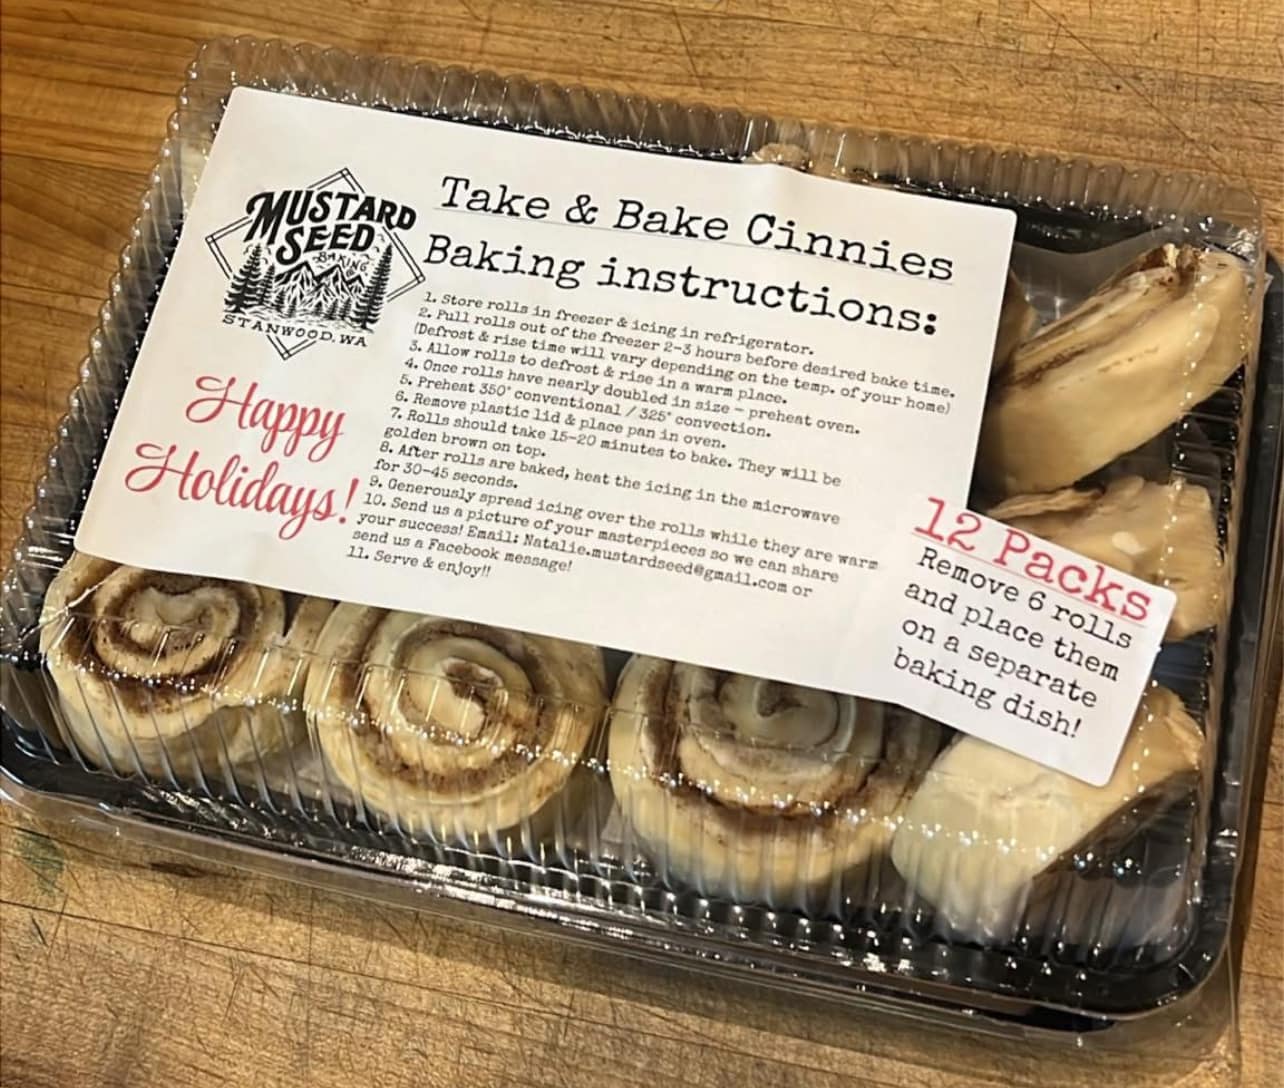 MUSTARD
SEED
BAKING
STANWOOD, WA
Happy
Holidays!
Take & Bake Cinnies
Baking instructions:
1. Store rolls in freezer & icing in refrigerator.
2. Pull rolls out of the freezer 2-3 hours before desired bake time.
(Defrost & rise time will vary depending on the temp. of your home)
3. Allow rolls to defrost & rise in a warm place.
4. Once rolls have nearly doubled in size - preheat oven.
5. Preheat 350° conventional / 325° convection.
6. Remove plastic lid & place pan in oven.
7. Rolls should take 15-20 minutes to bake. They will be
golden brown on top.
8. After rolls are baked, heat the icing in the microwave
for 30-45 seconds.
9. Generously spread icing over the rolls while they are warm
10. Send us a picture of your masterpieces so we can share
your success! Email: Natalie.mustardseed@gmail.com or
send us a Facebook message!
11. Serve & enjoy!!
12 Packs
Remove 6 rolls
and place them
on a separate
baking dish!